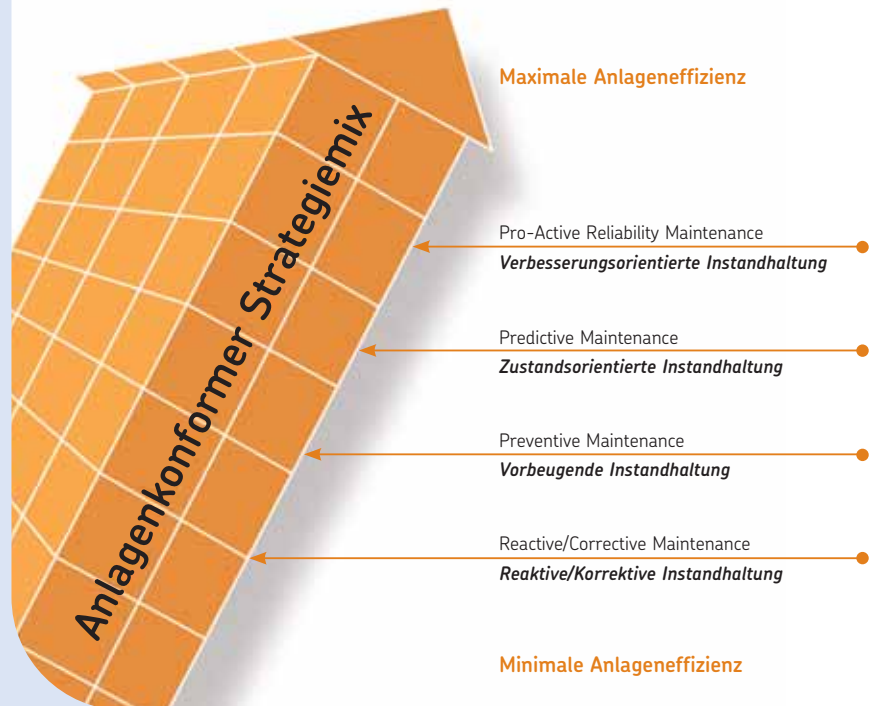 Anlagenkonformer Strategiemix
Maximale Anlageneffizienz
Pro-Active Reliability Maintenance
Verbesserungsorientierte Instandhaltung
Predictive Maintenance
Zustandsorientierte Instandhaltung
Preventive Maintenance
Vorbeugende Instandhaltung
Reactive/Corrective Maintenance
Reaktive/Korrektive Instandhaltung
Minimale Anlageneffizienz